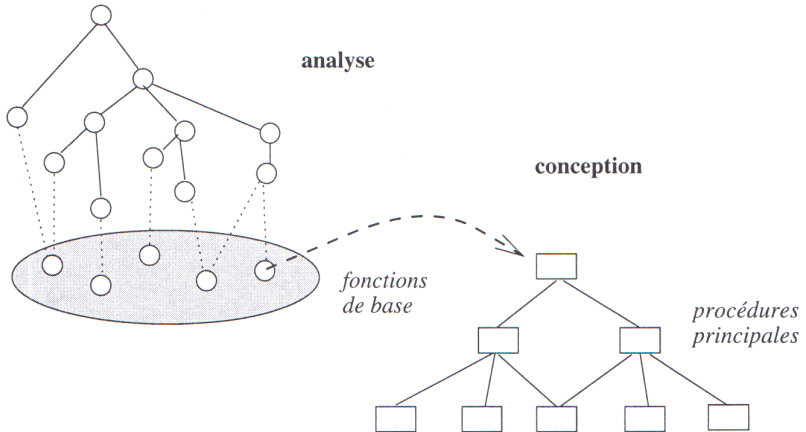 analyse
conception
fonctions
de base
procédures
principales